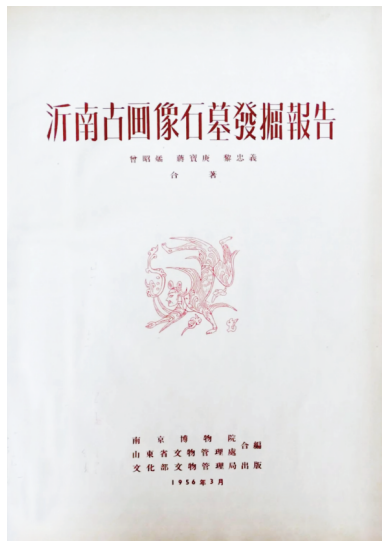 沂南古畫像石墓發掘報告
曾昭燏 蔣寶庚 黎忠義
合 著
南京博物院
山東省文物管理處 合編
文化部文物管理局出版
1956年3月